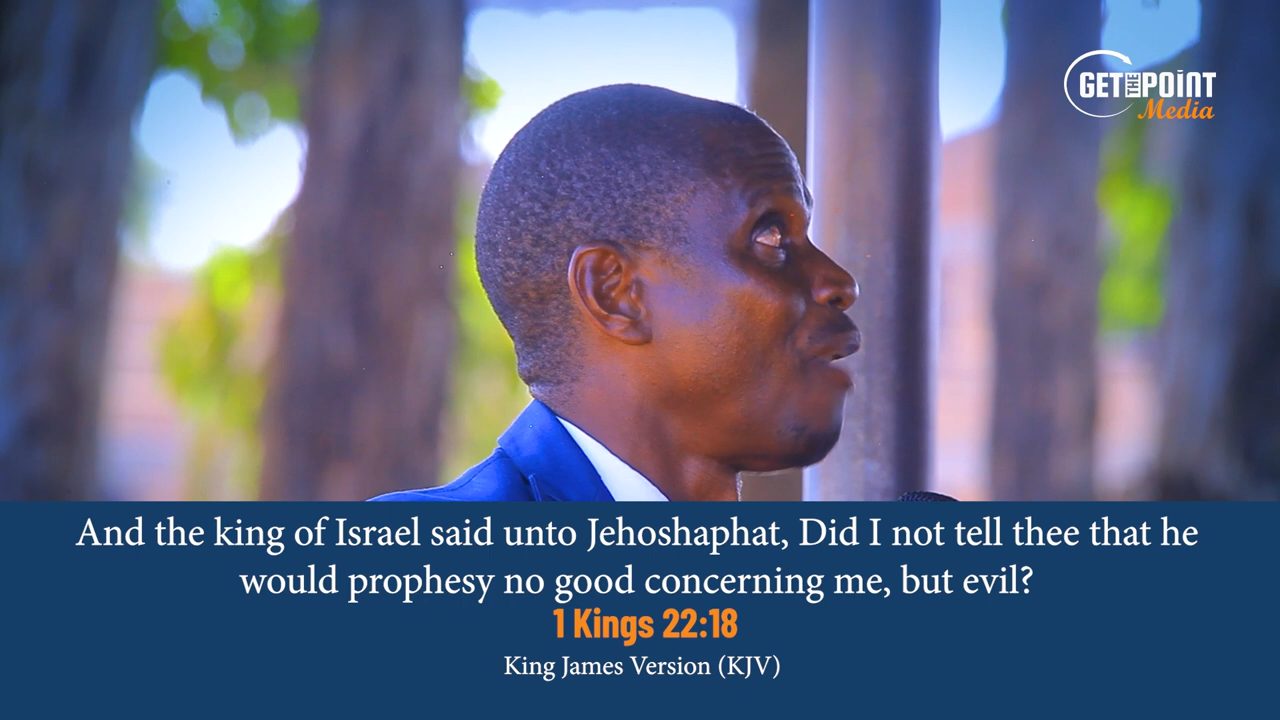 GET THE POINT
Media
And the king of Israel said unto Jehoshaphat, Did I not tell thee that he
would prophesy no good concerning me, but evil?
1 Kings 22:18
King James Version (KJV)